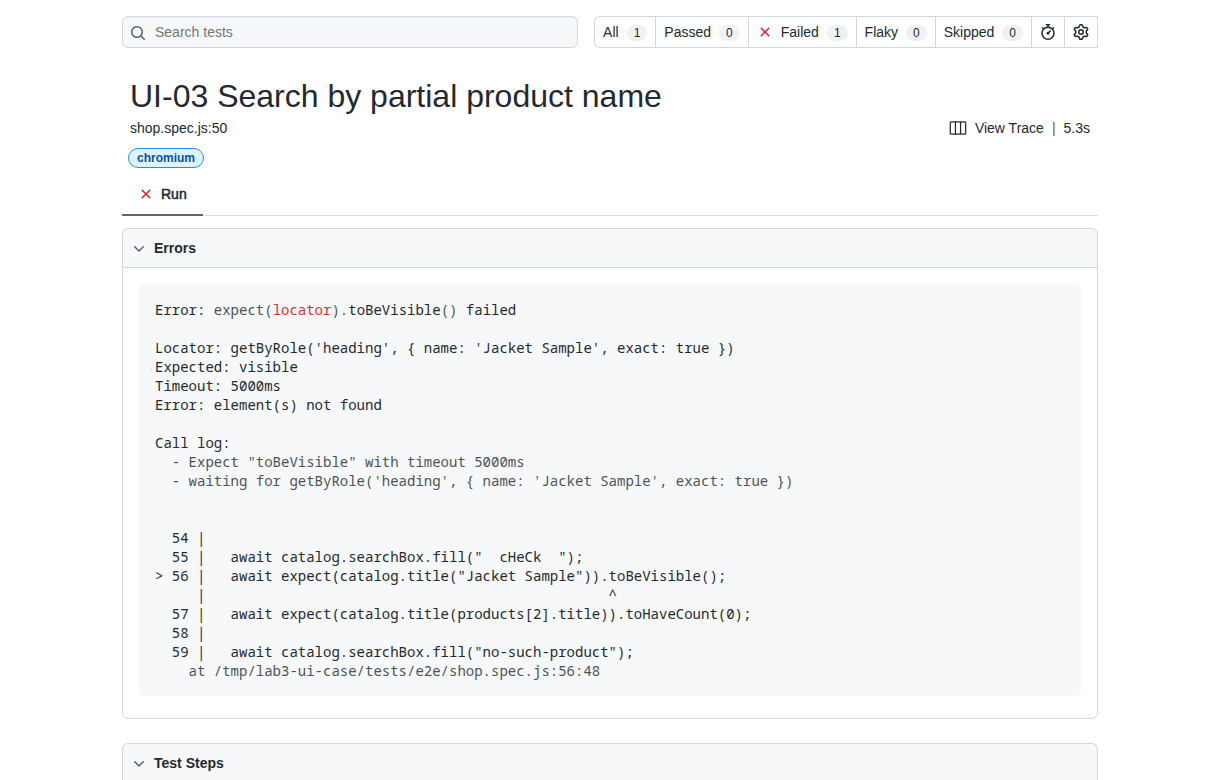 Search tests
All 1 Passed 0 Failed 1 Flaky 0 Skipped 0
UI-03 Search by partial product name
shop.spec.js:50
View Trace | 5.3s
chromium
Run
Errors
Error: expect(locator).toBeVisible() failed
Locator: getByRole('heading', { name: 'Jacket Sample', exact: true })
Expected: visible
Timeout: 5000ms
Error: element(s) not found
Call log:
  - Expect "toBeVisible" with timeout 5000ms
  - waiting for getByRole('heading', { name: 'Jacket Sample', exact: true })
  54 |
  55 |   await catalog.searchBox.fill("  cHeCk  ");
> 56 |   await expect(catalog.title("Jacket Sample")).toBeVisible();
     |                                                ^
  57 |   await expect(catalog.title(products[2].title)).toHaveCount(0);
  58 |
  59 |   await catalog.searchBox.fill("no-such-product");
    at /tmp/lab3-ui-case/tests/e2e/shop.spec.js:56:48
Test Steps